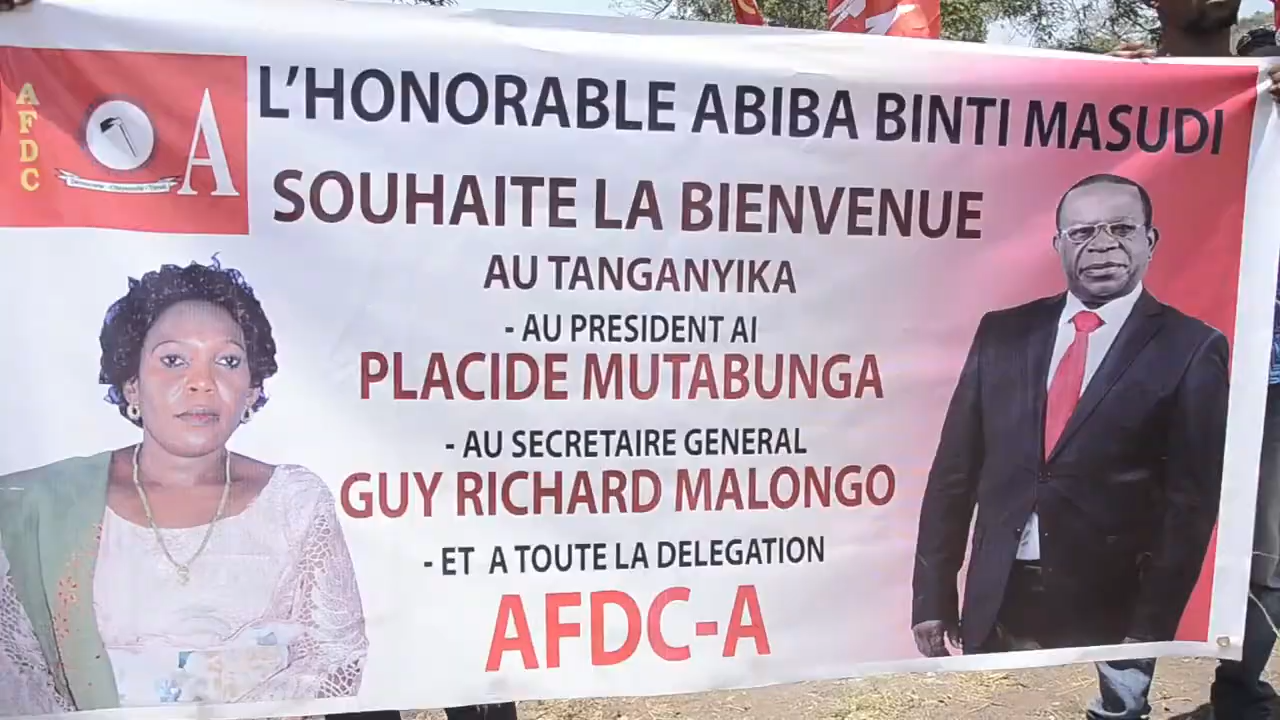 AFDC
A
L'HONORABLE ABIBA BINTI MASUDI
SOUHAITE LA BIENVENUE
AU TANGANYIKA
- AU PRESIDENT AI
PLACIDE MUTABUNGA
- AU SECRETAIRE GENERAL
GUY RICHARD MALONGO
- ET A TOUTE LA DELEGATION
AFDC-A